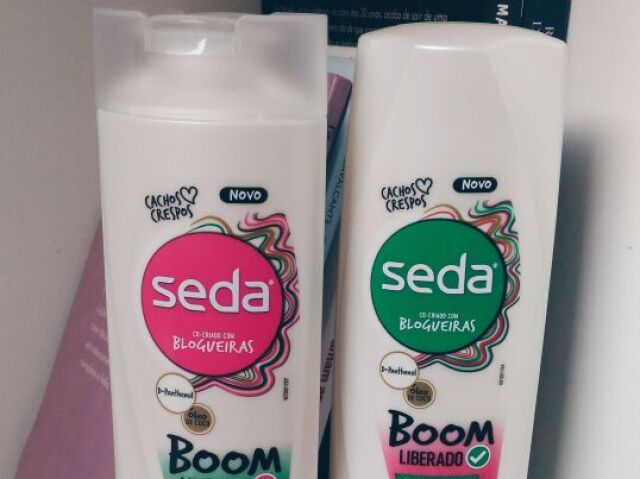 CACHOS
CRESPOS
NOVO
seda
CO-CRIADO COM
BLOGUEIRAS
D-Panthenol
ÓLEO
DE COCO
BOOM
CACHOS
CRESPOS
NOVO
seda
CO-CRIADO COM
BLOGUEIRAS
D-Panthenol
ÓLEO
DE COCO
BOOM
LIBERADO